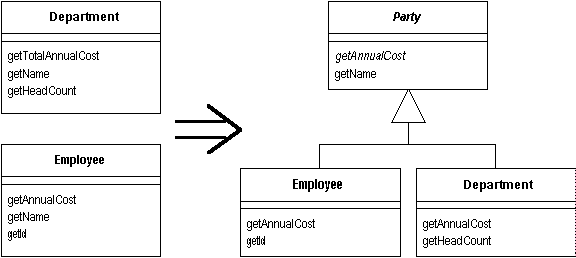 Department
getTotalAnnualCost
getName
getHeadCount
Employee
getAnnualCost
getName
getId
Party
getAnnualCost
getName
Employee
getAnnualCost
getId
Department
getAnnualCost
getHeadCount